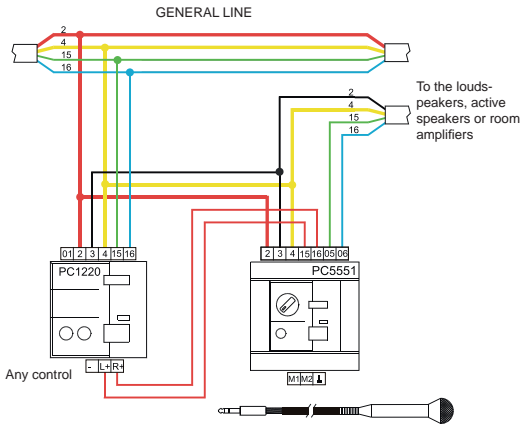 GENERAL LINE
2
4
15
16
To the louds-
peakers, active
speakers or room
amplifiers
2
4
15
16
01 2 3 4 15 16
PC1220
2 3 4 15 16 05 06
PC5551
Any control
- L+ R+
M1 M2